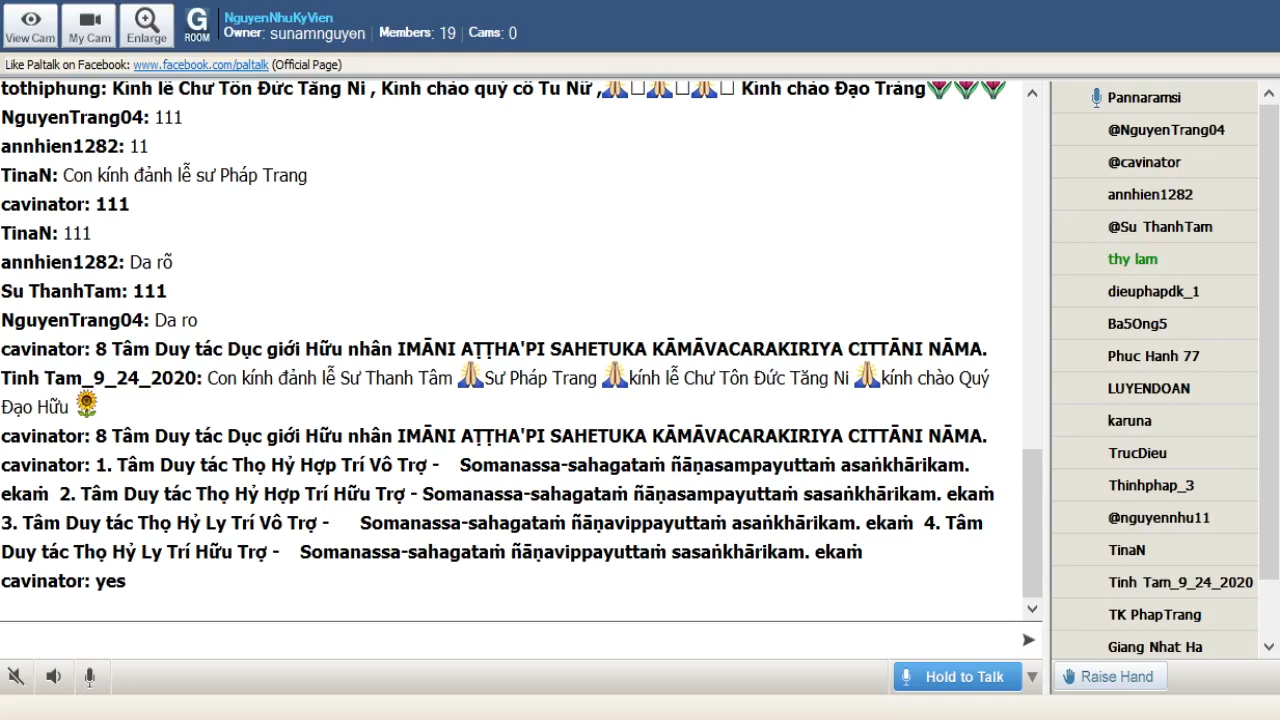 View Cam
My Cam
Enlarge
G
ROOM
NguyenNhuKyVien
Owner: sunamnguyen | Members: 19 | Cams: 0
Like Paltalk on Facebook: www.facebook.com/paltalk (Official Page)
tothiphung: Kính lễ Chư Tôn Đức Tăng Ni , Kính chào quý cô Tu Nữ ,🙏□🙏□🙏□ Kính chào Đạo Tràng🌷🌷🌷
NguyenTrang04: 111
annhien1282: 11
TinaN: Con kính đảnh lễ sư Pháp Trang
cavinator: 111
TinaN: 111
annhien1282: Da rõ
Su ThanhTam: 111
NguyenTrang04: Da ro
cavinator: 8 Tâm Duy tác Dục giới Hữu nhân IMĀNI AṬṬHA'PI SAHETUKA KĀMĀVACARAKIRIYA CITTĀNI NĀMA.
Tinh Tam_9_24_2020: Con kính đảnh lễ Sư Thanh Tâm 🙏Sư Pháp Trang 🙏kính lễ Chư Tôn Đức Tăng Ni 🙏kính chào Quý
Đạo Hữu 🌻
cavinator: 8 Tâm Duy tác Dục giới Hữu nhân IMĀNI AṬṬHA'PI SAHETUKA KĀMĀVACARAKIRIYA CITTĀNI NĀMA.
cavinator: 1. Tâm Duy tác Thọ Hỷ Hợp Trí Vô Trợ - Somanassa-sahagataṁ ñāṇasampayuttaṁ asaṅkhārikam.
ekaṁ 2. Tâm Duy tác Thọ Hỷ Hợp Trí Hữu Trợ - Somanassa-sahagataṁ ñāṇasampayuttaṁ sasaṅkhārikam. ekaṁ
3. Tâm Duy tác Thọ Hỷ Ly Trí Vô Trợ - Somanassa-sahagataṁ ñāṇavippayuttaṁ asaṅkhārikam. ekaṁ 4. Tâm
Duy tác Thọ Hỷ Ly Trí Hữu Trợ - Somanassa-sahagataṁ ñāṇavippayuttaṁ sasaṅkhārikam. ekaṁ
cavinator: yes
Hold to Talk
Pannaramsi
@NguyenTrang04
@cavinator
annhien1282
@Su ThanhTam
thy lam
dieuphapdk_1
Ba5Ong5
Phuc Hanh 77
LUYENDOAN
karuna
TrucDieu
Thinhphap_3
@nguyennhu11
TinaN
Tinh Tam_9_24_2020
TK PhapTrang
Giang Nhat Ha
Raise Hand